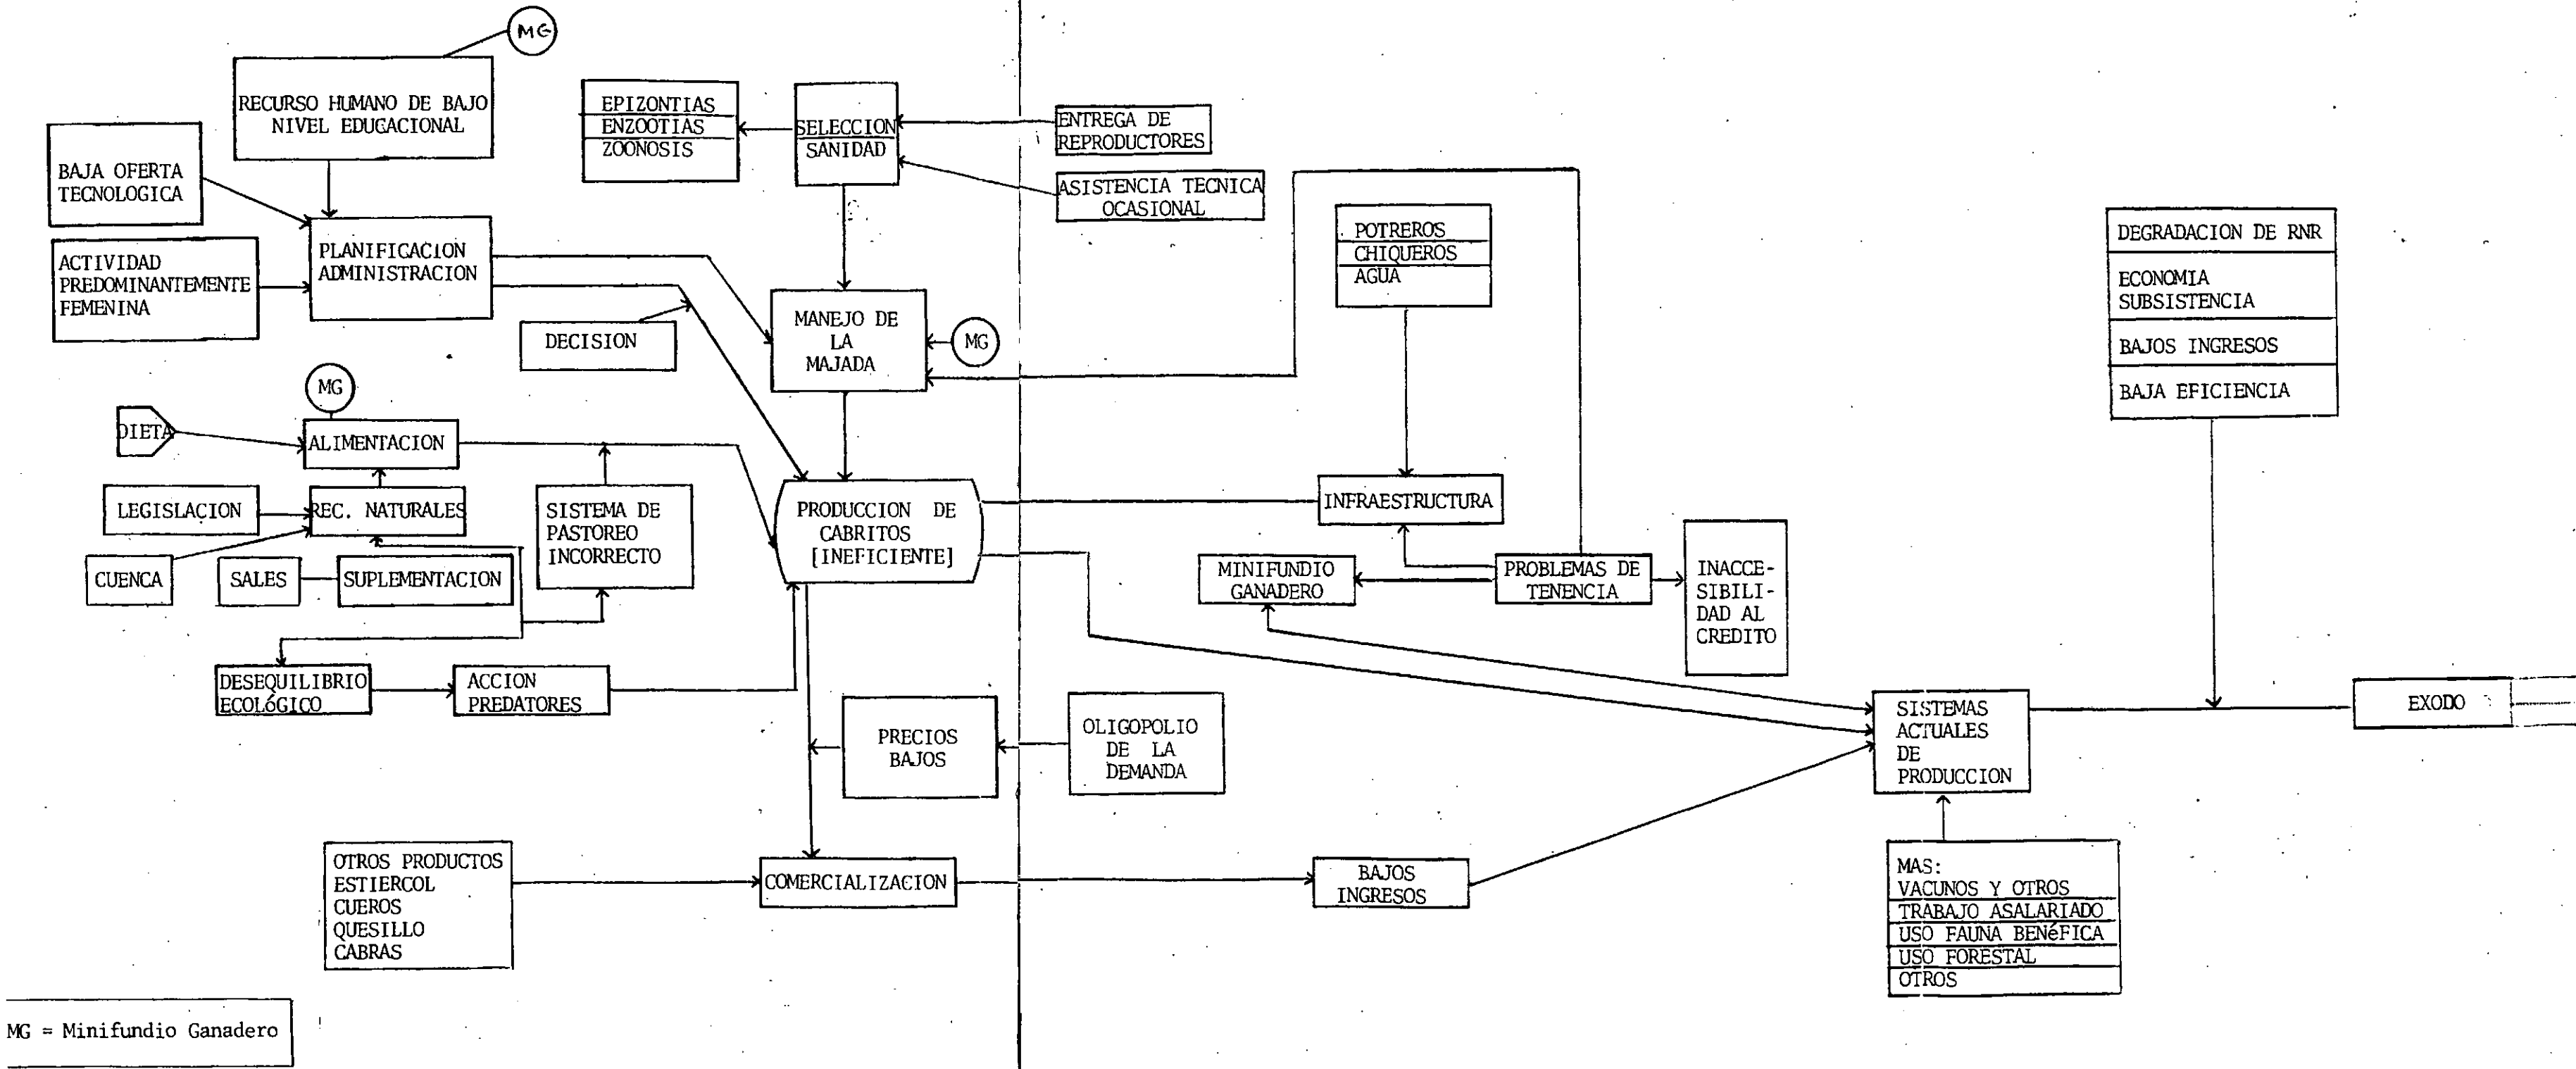 MG
RECURSO HUMANO DE BAJO
NIVEL EDUCACIONAL
BAJA OFERTA
TECNOLOGICA
ACTIVIDAD
PREDOMINANTEMENTE
FEMENINA
PLANIFICACION
ADMINISTRACION
EPIZONTIAS
ENZOOTIAS
ZOONOSIS
SELECCION
SANIDAD
ENTREGA DE
REPRODUCTORES
ASISTENCIA TECNICA
OCASIONAL
DECISION
MANEJO DE
LA
MAJADA
MG
POTREROS
CHIQUEROS
AGUA
DEGRADACION DE RNR
ECONOMIA
SUBSISTENCIA
BAJOS INGRESOS
BAJA EFICIENCIA
MG
DIETA
ALIMENTACION
LEGISLACION
REC. NATURALES
CUENCA
SALES
SUPLEMENTACION
SISTEMA DE
PASTOREO
INCORRECTO
PRODUCCION DE
CABRITOS
[INEFICIENTE]
INFRAESTRUCTURA
MINIFUNDIO
GANADERO
PROBLEMAS DE
TENENCIA
INACCE-
SIBILI-
DAD AL
CREDITO
DESEQUILIBRIO
ECOLóGICO
ACCION
PREDATORES
PRECIOS
BAJOS
OLIGOPOLIO
DE LA
DEMANDA
SISTEMAS
ACTUALES
DE
PRODUCCION
EXODO
OTROS PRODUCTOS
ESTIERCOL
CUEROS
QUESILLO
CABRAS
COMERCIALIZACION
BAJOS
INGRESOS
MAS:
VACUNOS Y OTROS
TRABAJO ASALARIADO
USO FAUNA BENéFICA
USO FORESTAL
OTROS
MG = Minifundio Ganadero